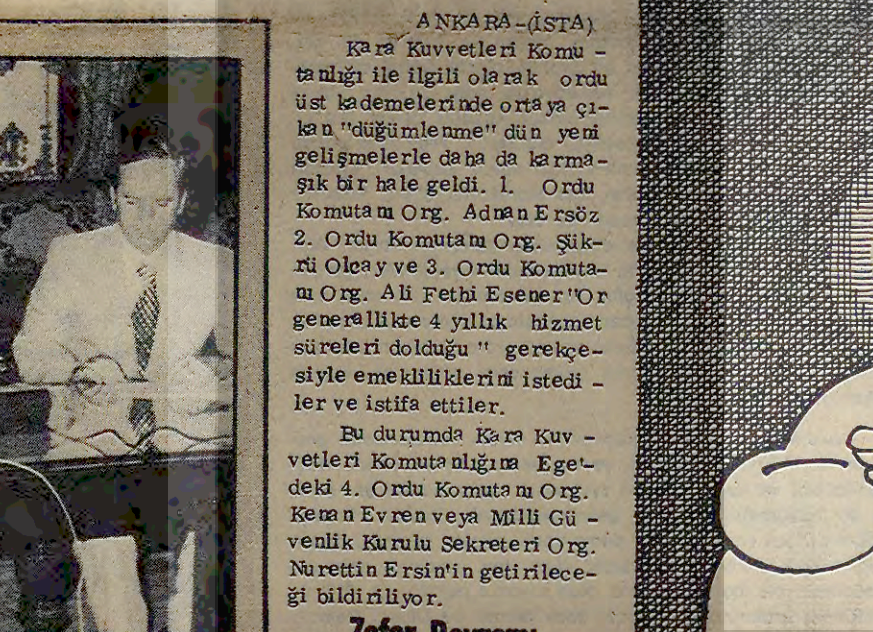 ANKARA-(İSTA)
Kara Kuvvetleri Komu -
tanlığı ile ilgili olarak ordu
üst kademelerinde ortaya çı-
kan "düğümlenme" dün yeni
gelişmelerle daha da karma-
şık bir hale geldi. 1. Ordu
Komutanı Org. Adnan Ersöz
2. Ordu Komutanı Org. Şük-
rü Olcay ve 3. Ordu Komuta-
nı Org. Ali Fethi Esener "Or
generallikte 4 yıllık hizmet
süreleri dolduğu " gerekçe-
siyle emekliliklerini istedi -
ler ve istifa ettiler.
Bu durumda Kara Kuv -
vetleri Komutanlığına Ege'-
deki 4. Ordu Komutanı Org.
Kenan Evren veya Milli Gü -
venlik Kurulu Sekreteri Org.
Nurettin Ersin'in getirilece-
ği bildiriliyor.